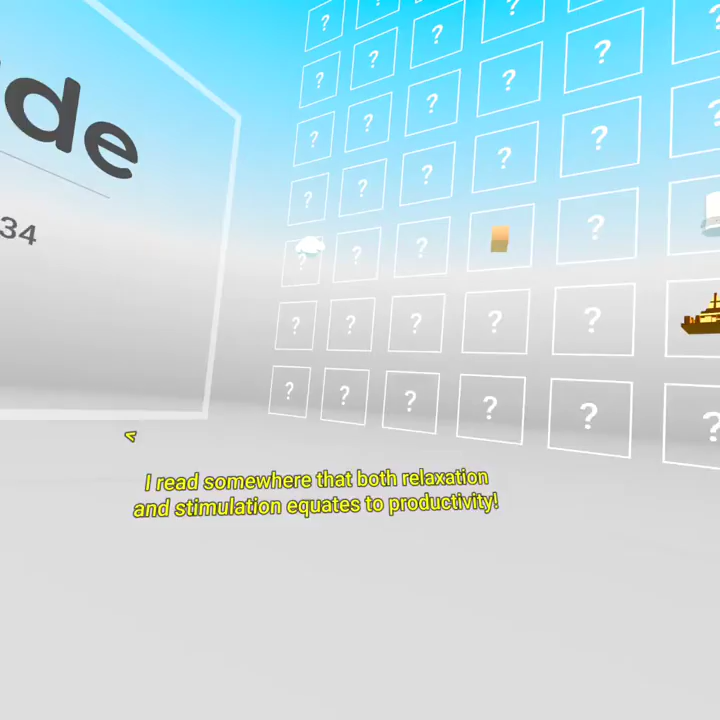 de
34
<
I read somewhere that both relaxation
and stimulation equates to productivity!
? ? ? ? ?
? ? ? ? ?
? ? ? ? ? ?
? ? ? ? ?
? ? ? ?
? ? ? ? ?
? ? ? ? ? ?